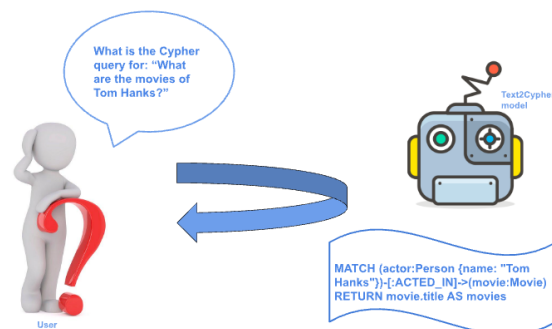 What is the Cypher
query for: “What
are the movies of
Tom Hanks?”
Text2Cypher
model
MATCH (actor:Person {name: "Tom
Hanks"})-[:ACTED_IN]->(movie:Movie)
RETURN movie.title AS movies
User